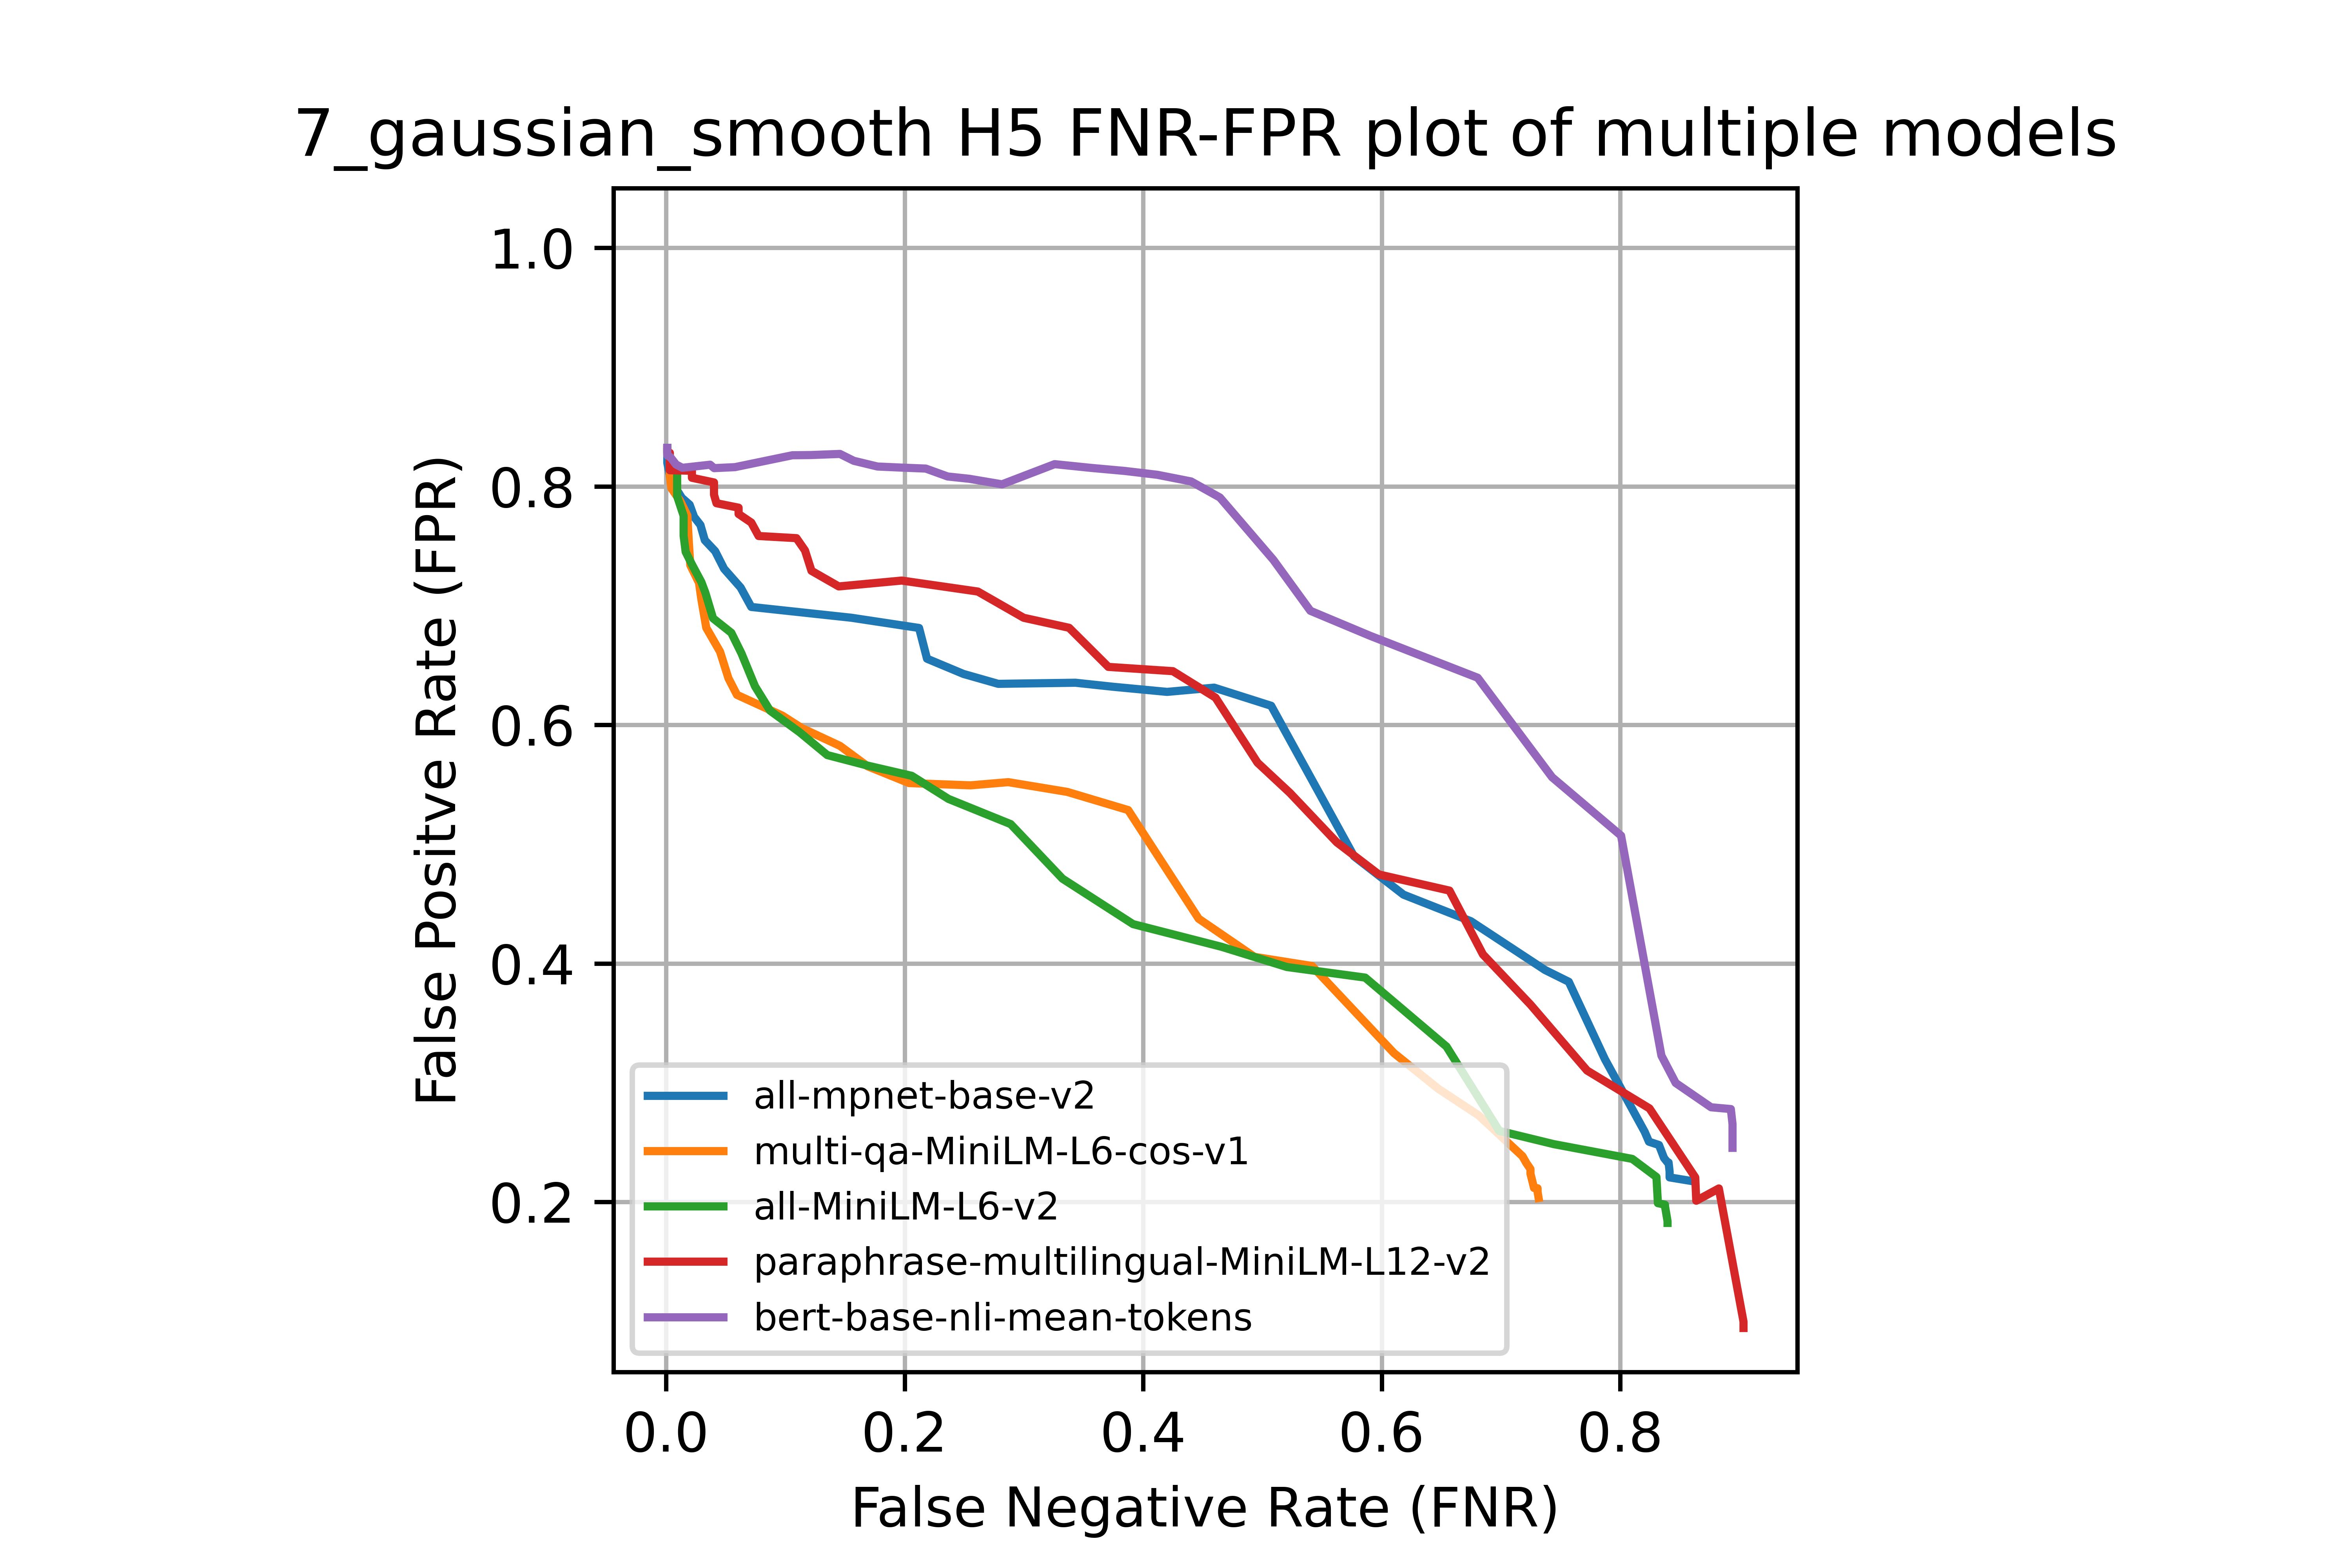 7_gaussian_smooth H5 FNR-FPR plot of multiple models
1.0
0.8
0.6
0.4
0.2
False Positve Rate (FPR)
all-mpnet-base-v2
multi-qa-MiniLM-L6-cos-v1
all-MiniLM-L6-v2
paraphrase-multilingual-MiniLM-L12-v2
bert-base-nli-mean-tokens
0.0 0.2 0.4 0.6 0.8
False Negative Rate (FNR)